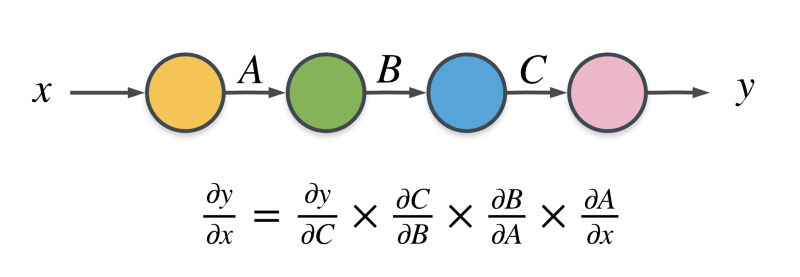 x A B C y
∂y/∂x = ∂y/∂C × ∂C/∂B × ∂B/∂A × ∂A/∂x